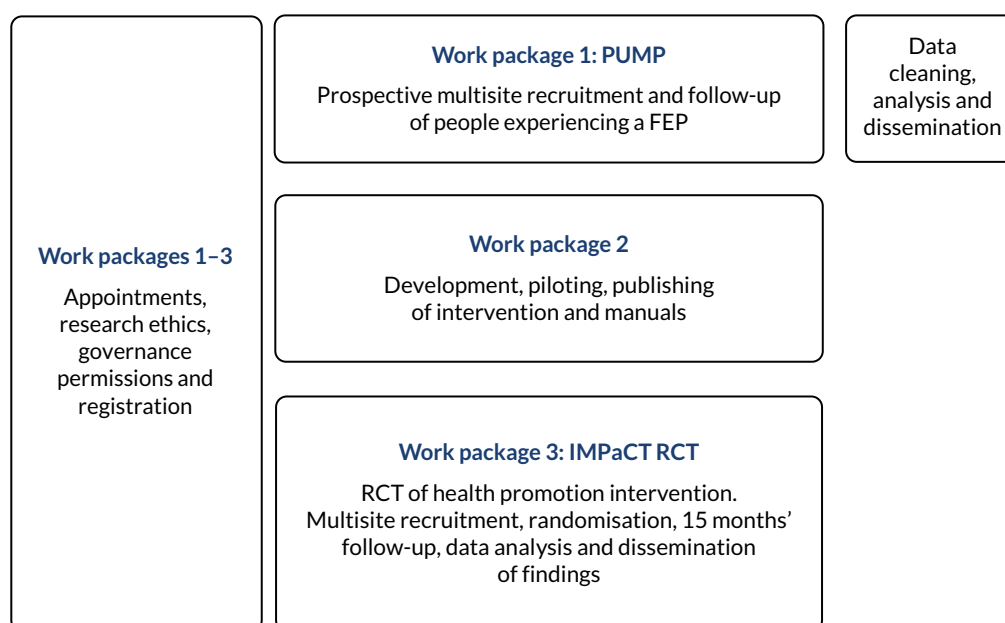 Work packages 1–3
Appointments,
research ethics,
governance
permissions and
registration
Work package 1: PUMP
Prospective multisite recruitment and follow-up
of people experiencing a FEP
Data
cleaning,
analysis and
dissemination
Work package 2
Development, piloting, publishing
of intervention and manuals
Work package 3: IMPaCT RCT
RCT of health promotion intervention.
Multisite recruitment, randomisation, 15 months’
follow-up, data analysis and dissemination
of findings